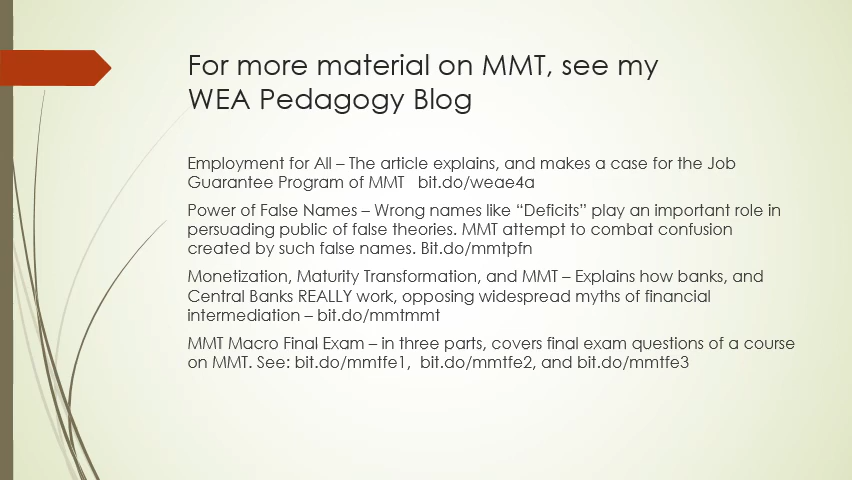 For more material on MMT, see my
WEA Pedagogy Blog
Employment for All – The article explains, and makes a case for the Job
Guarantee Program of MMT   bit.do/weae4a
Power of False Names – Wrong names like “Deficits” play an important role in
persuading public of false theories. MMT attempt to combat confusion
created by such false names. Bit.do/mmtpfn
Monetization, Maturity Transformation, and MMT – Explains how banks, and
Central Banks REALLY work, opposing widespread myths of financial
intermediation – bit.do/mmtmmt
MMT Macro Final Exam – in three parts, covers final exam questions of a course
on MMT. See: bit.do/mmtfe1,  bit.do/mmtfe2, and bit.do/mmtfe3